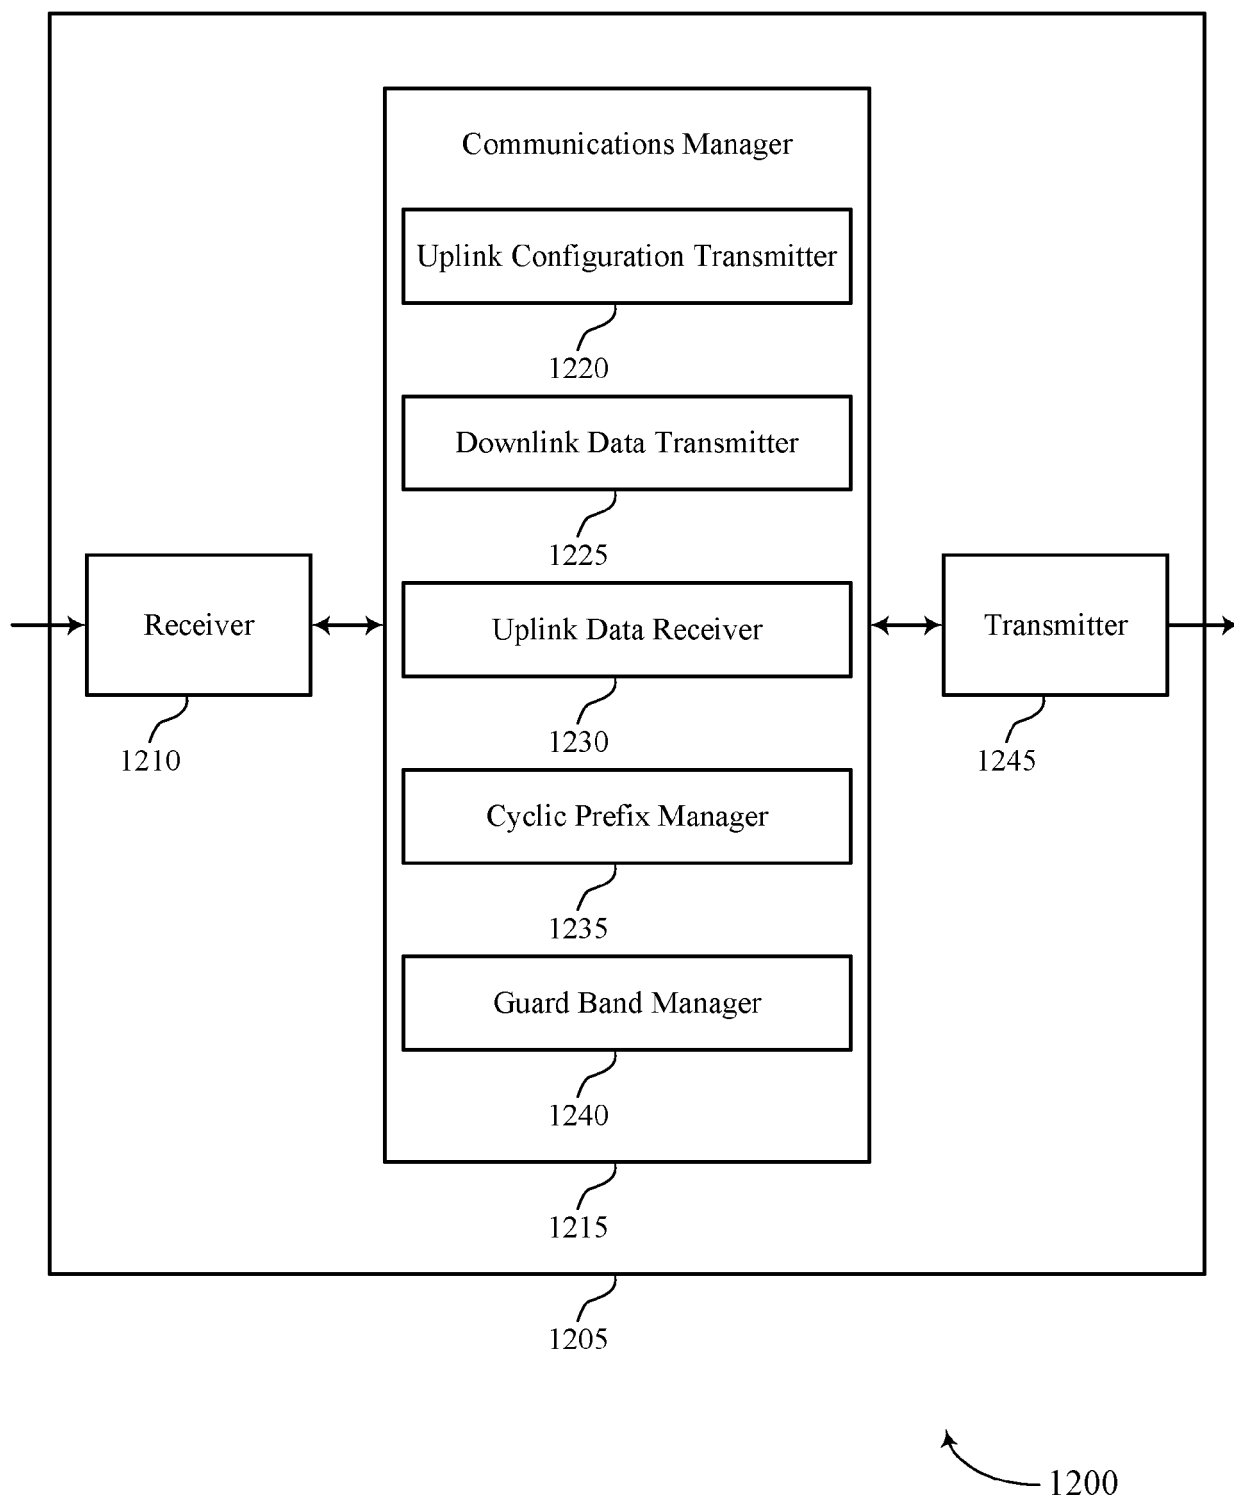 Communications Manager
Uplink Configuration Transmitter
1220
Downlink Data Transmitter
1225
Receiver
1210
Uplink Data Receiver
1230
Transmitter
1245
Cyclic Prefix Manager
1235
Guard Band Manager
1240
1215
1205
1200